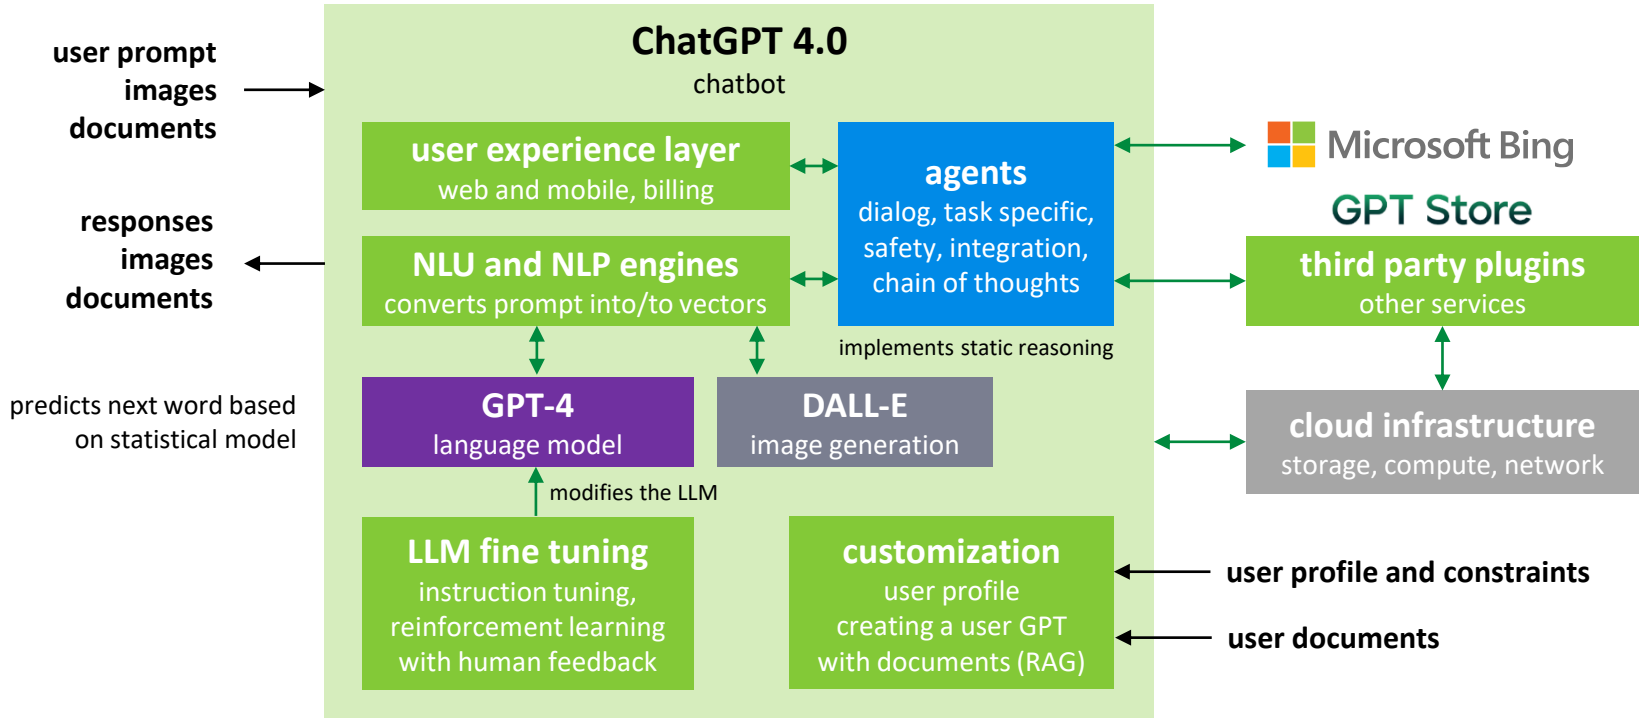 ChatGPT 4.0
chatbot
user prompt
images
documents
responses
images
documents
user experience layer
web and mobile, billing
agents
dialog, task specific,
safety, integration,
chain of thoughts
implements static reasoning
NLU and NLP engines
converts prompt into/to vectors
Microsoft Bing
GPT Store
third party plugins
other services
predicts next word based
on statistical model
GPT-4
language model
DALL-E
image generation
cloud infrastructure
storage, compute, network
modifies the LLM
LLM fine tuning
instruction tuning,
reinforcement learning
with human feedback
customization
user profile
creating a user GPT
with documents (RAG)
user profile and constraints
user documents